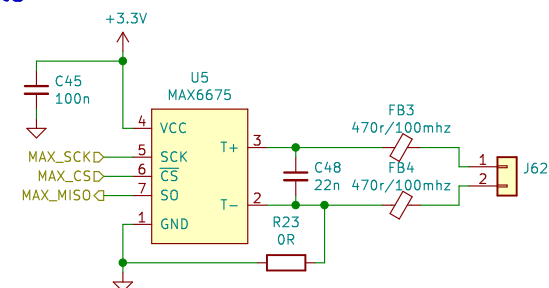 +3.3V
C45
100n
U5
MAX6675
4
VCC
MAX_SCK
5
SCK
MAX_CS
6
CS
MAX_MISO
7
SO
1
GND
T+
3
T-
2
C48
22n
R23
0R
FB3
470r/100mhz
FB4
470r/100mhz
1
2
J62